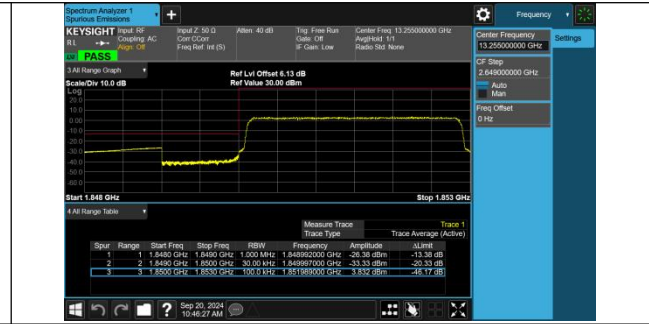 Spectrum Analyzer 1
Spurious Emissions
+
Frequency
KEYSIGHT Input: RF
R L
Coupling: AC
Align: Off
Input Z: 50 Ω
Corr CCorr
Freq Ref: Int (S)
Atten: 40 dB
Trig: Free Run
Gate: Off
IF Gain: Low
Center Freq: 13.255000000 GHz
Avg|Hold: 1/1
Radio Std: None
PASS
Center Frequency
13.255000000 GHz
Settings
CF Step
2.649000000 GHz
Auto
Man
Freq Offset
0 Hz
3 All Range Graph
Scale/Div 10.0 dB
Ref Lvl Offset 6.13 dB
Ref Value 30.00 dBm
Log
20.0
10.0
0.00
-10.0
-20.0
-30.0
-40.0
-50.0
-60.0
Start 1.848 GHz
Stop 1.853 GHz
4 All Range Table
Measure Trace Trace 1
Trace Type Trace Average (Active)
Spur Range Start Freq Stop Freq RBW Frequency Amplitude ΔLimit
1 1 1.8480 GHz 1.8490 GHz 1.000 MHz 1.848992000 GHz -26.38 dBm -13.38 dB
2 2 1.8490 GHz 1.8500 GHz 30.00 kHz 1.849997000 GHz -33.33 dBm -20.33 dB
3 3 1.8500 GHz 1.8530 GHz 100.0 kHz 1.851989000 GHz 3.832 dBm -46.17 dB
?
Sep 20, 2024
10:46:27 AM